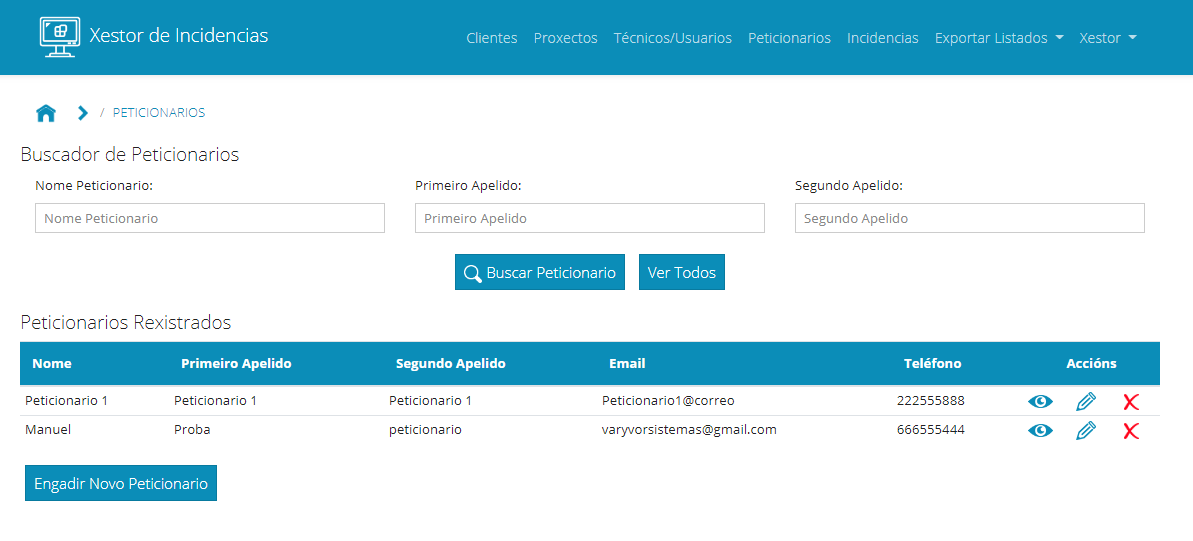 Xestor de Incidencias
Clientes Proxectos Técnicos/Usuarios Peticionarios Incidencias Exportar Listados Xestor
/ PETICIONARIOS
Buscador de Peticionarios
Nome Peticionario: Primeiro Apelido: Segundo Apelido:
Nome Peticionario Primeiro Apelido Segundo Apelido
Buscar Peticionario Ver Todos
Peticionarios Rexistrados
Nome Primeiro Apelido Segundo Apelido Email Teléfono Accións
Peticionario 1 Peticionario 1 Peticionario 1 Peticionario1@correo 222555888
Manuel Proba peticionario varyvorsistemas@gmail.com 666555444
Engadir Novo Peticionario